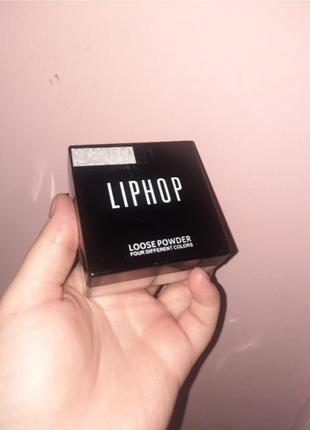 LIPHOP
LOOSE POWDER
FOUR DIFFERENT COLORS